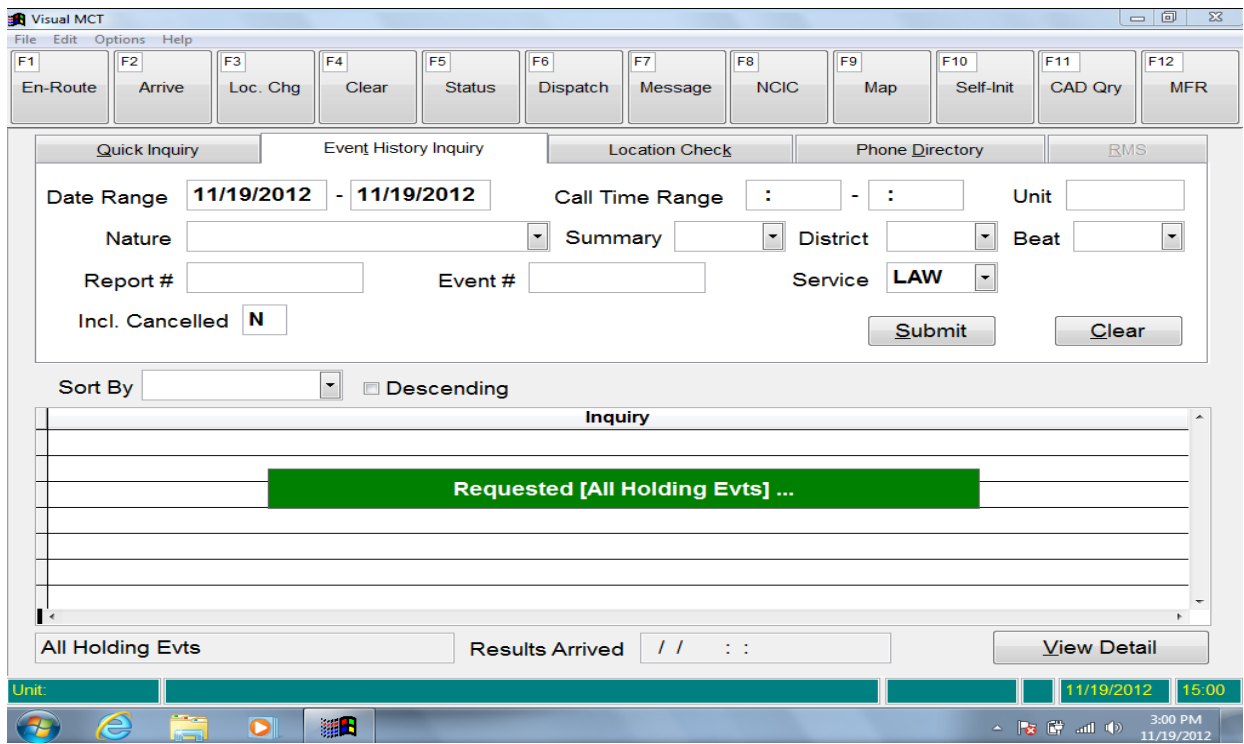 Visual MCT
File Edit Options Help
F1 F2 F3 F4 F5 F6 F7 F8 F9 F10 F11 F12
En-Route Arrive Loc. Chg Clear Status Dispatch Message NCIC Map Self-Init CAD Qry MFR
Quick Inquiry Event History Inquiry Location Check Phone Directory RMS
Date Range 11/19/2012 - 11/19/2012 Call Time Range : - : Unit
Nature Summary District Beat
Report # Event # Service LAW
Incl. Cancelled N Submit Clear
Sort By Descending
Inquiry
Requested [All Holding Evts] ...
All Holding Evts Results Arrived / / : : View Detail
Unit: 11/19/2012 15:00
3:00 PM
11/19/2012